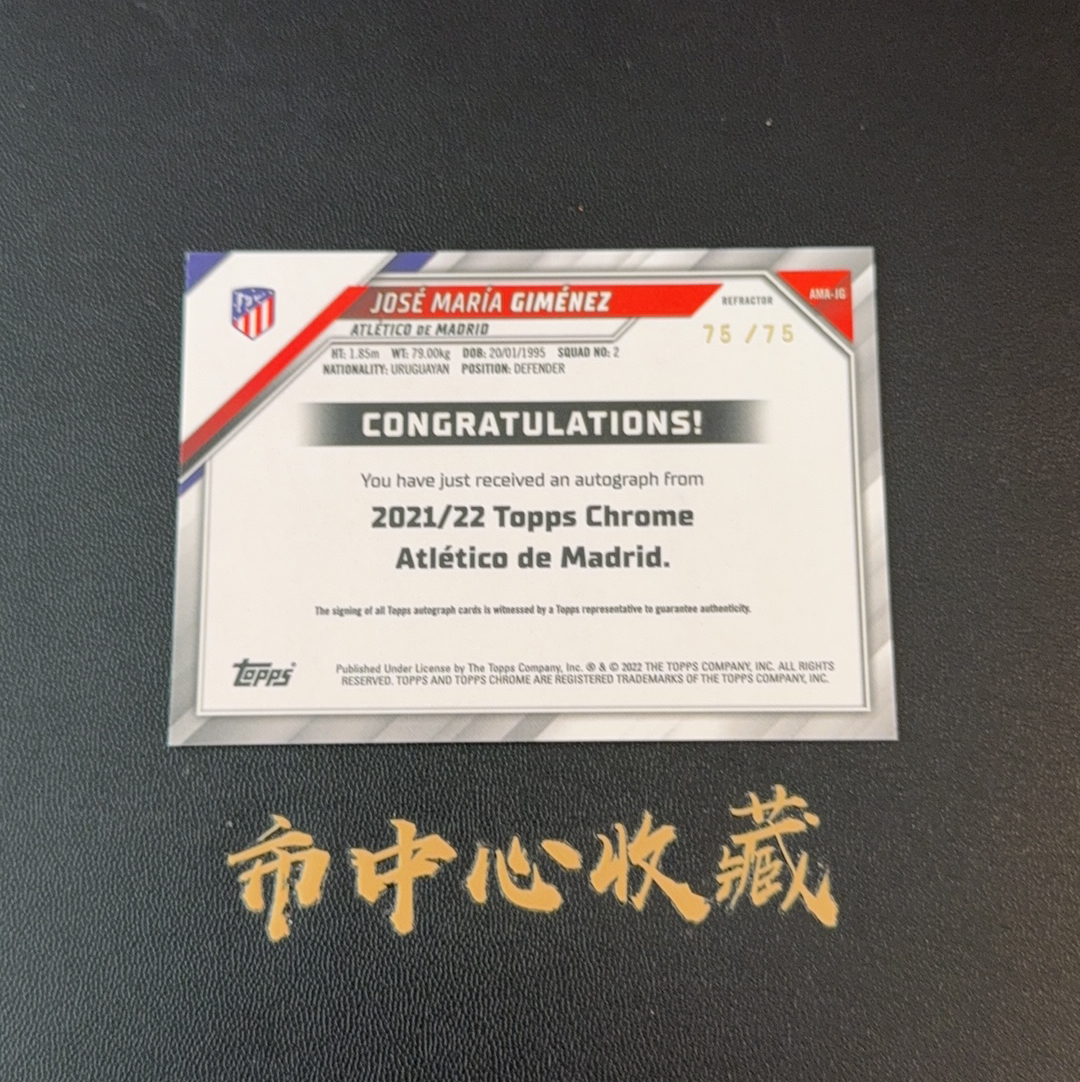 JOSÉ MARÍA GIMÉNEZ
REFRACTOR
AMA-JG
ATLÉTICO DE MADRID
75 / 75
HT: 1.85m WT: 79.00kg DOB: 20/01/1995 SQUAD NO: 2
NATIONALITY: URUGUAYAN POSITION: DEFENDER
CONGRATULATIONS!
You have just received an autograph from
2021/22 Topps Chrome
Atlético de Madrid.
The signing of all Topps autograph cards is witnessed by a Topps representative to guarantee authenticity.
Topps
Published Under License by The Topps Company, Inc. ® & © 2022 THE TOPPS COMPANY, INC. ALL RIGHTS
RESERVED. TOPPS AND TOPPS CHROME ARE REGISTERED TRADEMARKS OF THE TOPPS COMPANY, INC.
市中心收藏